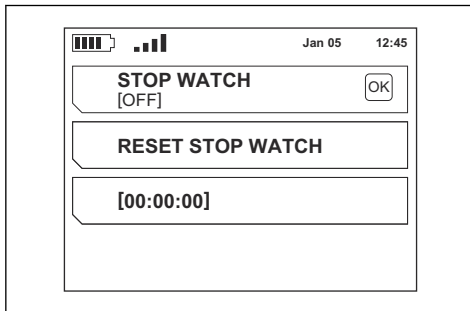 Jan 05 12:45
STOP WATCH
[OFF]
OK
RESET STOP WATCH
[00:00:00]